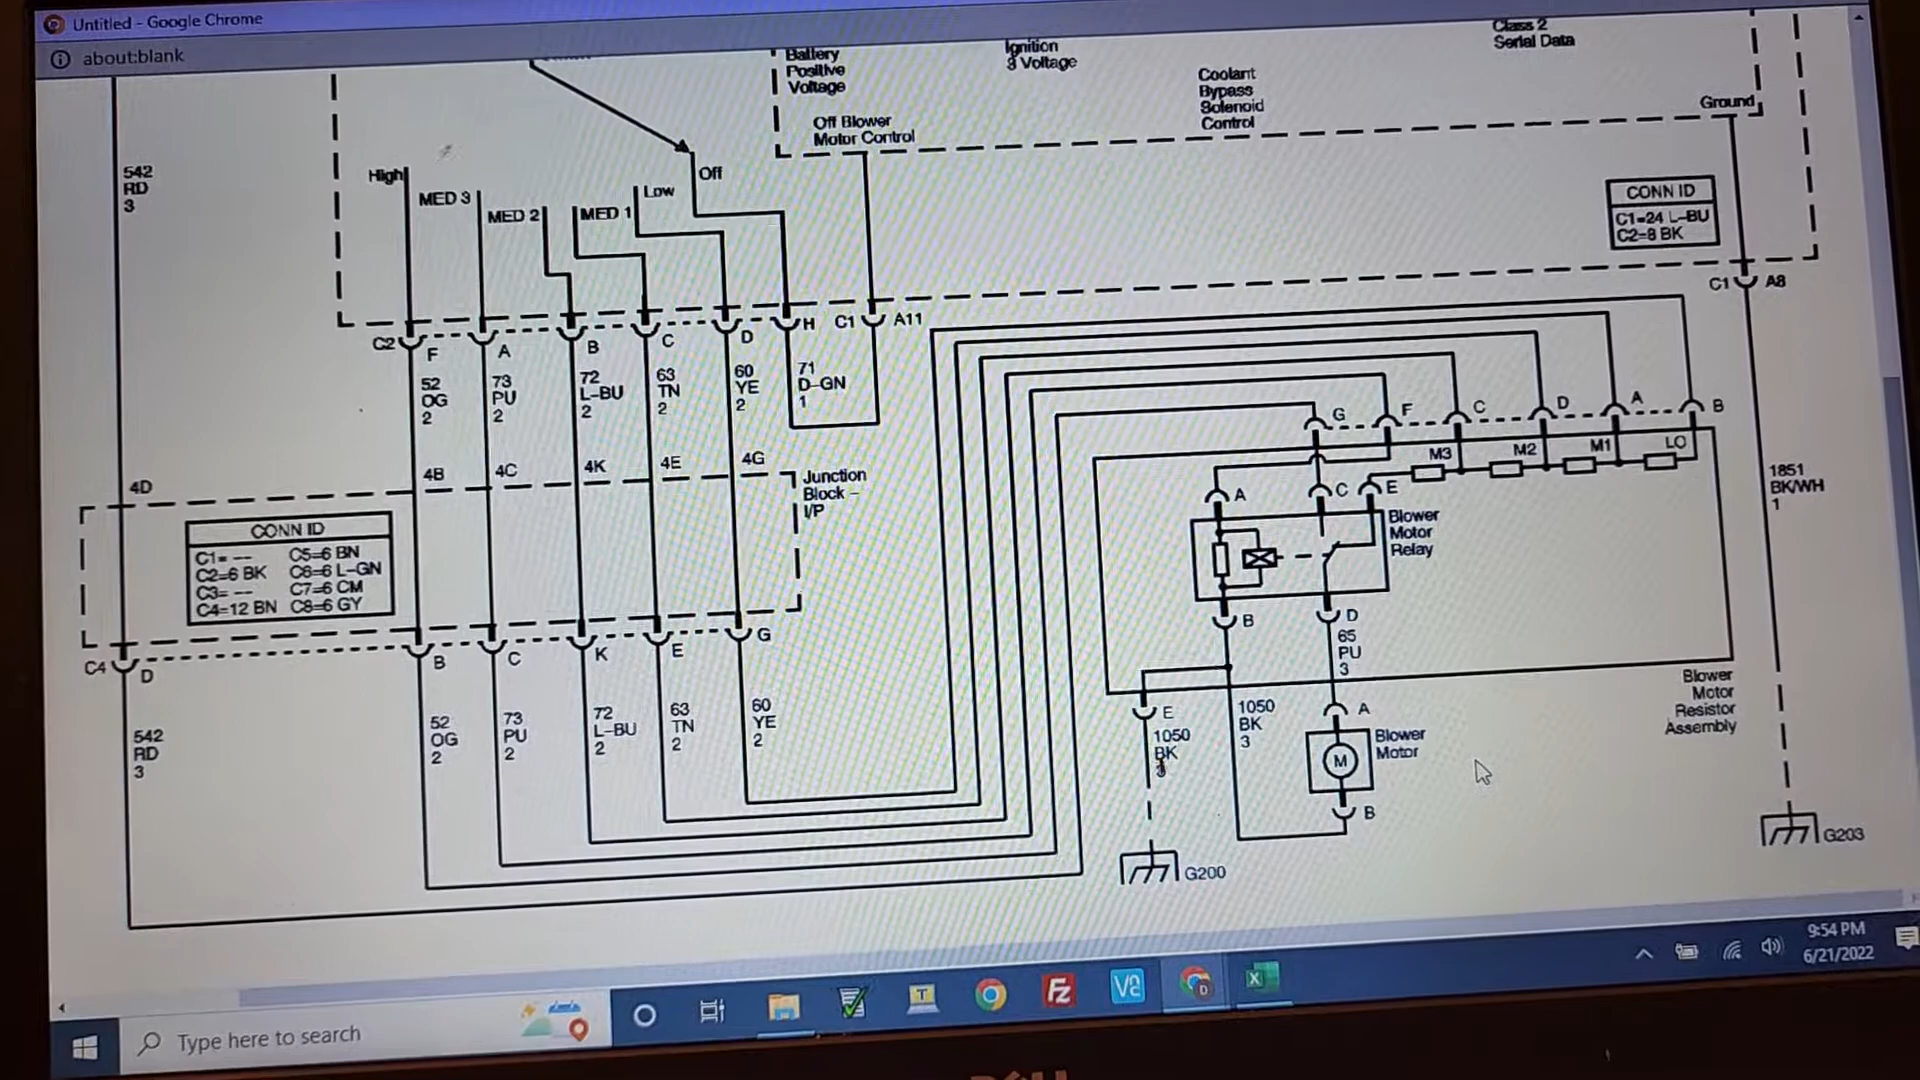 Untitled - Google Chrome
about:blank
Battery
Positive
Voltage
Ignition
3 Voltage
Class 2
Serial Data
Coolant
Bypass
Solenoid
Control
Ground
Off Blower
Motor Control
542
RD
3
High
MED 3
MED 2
MED 1
Low
Off
CONN ID
C1=24 L-BU
C2=8 BK
C2
F
A
B
C
D
H
C1
A11
C1
A8
52
OG
2
73
PU
2
72
L-BU
2
63
TN
2
60
YE
2
71
D-GN
1
G
F
C
D
A
B
M3
M2
M1
LO
4D
4B
4C
4K
4E
4G
Junction
Block -
I/P
A
C
E
Blower
Motor
Relay
1851
BK/WH
1
CONN ID
C1= -- C5=6 BN
C2=6 BK C6=6 L-GN
C3= -- C7=6 CM
C4=12 BN C8=6 GY
B
D
65
PU
3
C4
D
B
C
K
E
G
542
RD
3
52
OG
2
73
PU
2
72
L-BU
2
63
TN
2
60
YE
2
E
1050
BK
3
1050
BK
3
A
Blower
Motor
M
B
Blower
Motor
Resistor
Assembly
G200
G203
Type here to search
T
Fz
V2
D
X
9:54 PM
6/21/2022